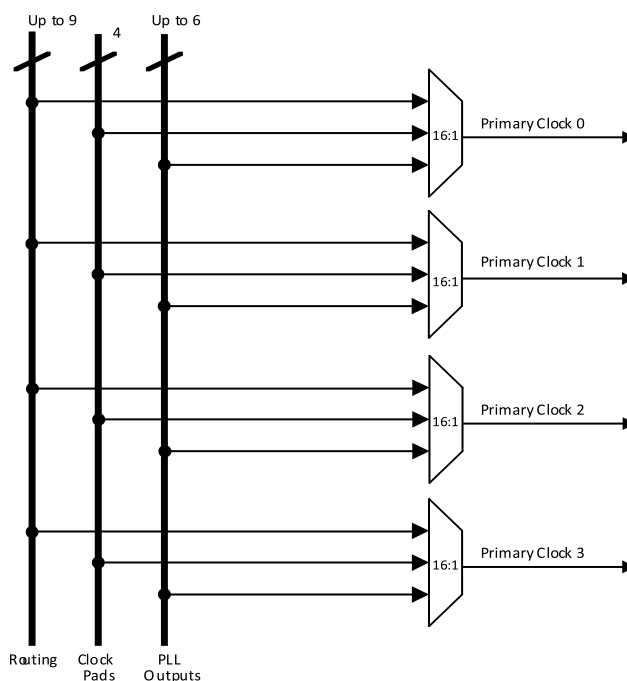 Up to 9
4
Up to 6
16:1
Primary Clock 0
16:1
Primary Clock 1
16:1
Primary Clock 2
16:1
Primary Clock 3
Routing
Clock
Pads
PLL
Outputs